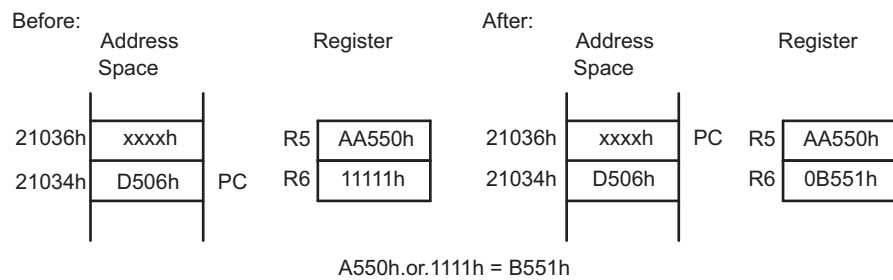 Before:
Address
Space
Register
21036h xxxxh
21034h D506h PC
R5 AA550h
R6 11111h
After:
Address
Space
Register
21036h xxxxh PC
21034h D506h
R5 AA550h
R6 0B551h
A550h.or.1111h = B551h